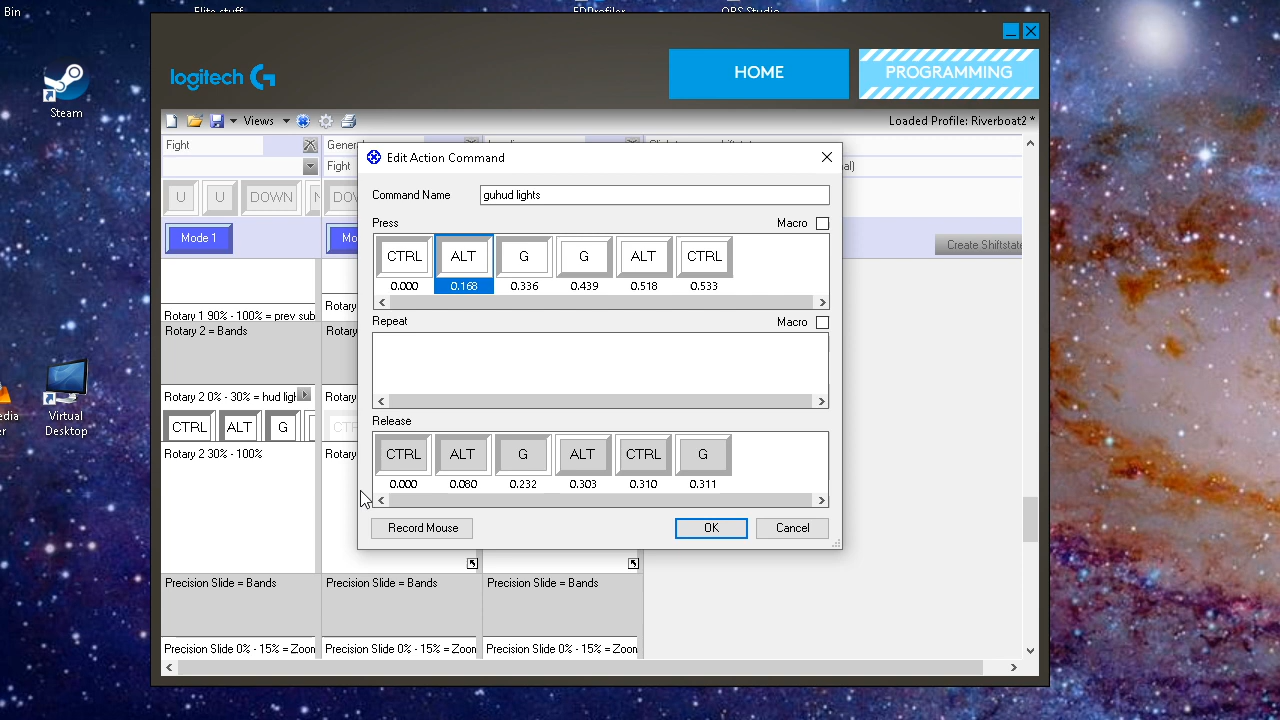 Bin
Elite stuff
EDProfiler
OBS Studio
Steam
Virtual
Desktop
logitech G
HOME
PROGRAMMING
Views
Loaded Profile: Riverboat2 *
Fight
Fight
U U DOWN
Mode 1
Create Shiftstate
Edit Action Command
Command Name guhud lights
Press Macro
CTRL ALT G G ALT CTRL
0.000 0.168 0.336 0.439 0.518 0.533
Repeat Macro
Release
CTRL ALT G ALT CTRL G
0.000 0.080 0.232 0.303 0.310 0.311
Record Mouse OK Cancel
Rotary 1 90% - 100% = prev sub
Rotary 2 = Bands
Rotary 2 0% - 30% = hud ligh
CTRL ALT G
Rotary 2 30% - 100%
Precision Slide = Bands Precision Slide = Bands Precision Slide = Bands
Precision Slide 0% - 15% = Zoon Precision Slide 0% - 15% = Zoon Precision Slide 0% - 15% = Zoon